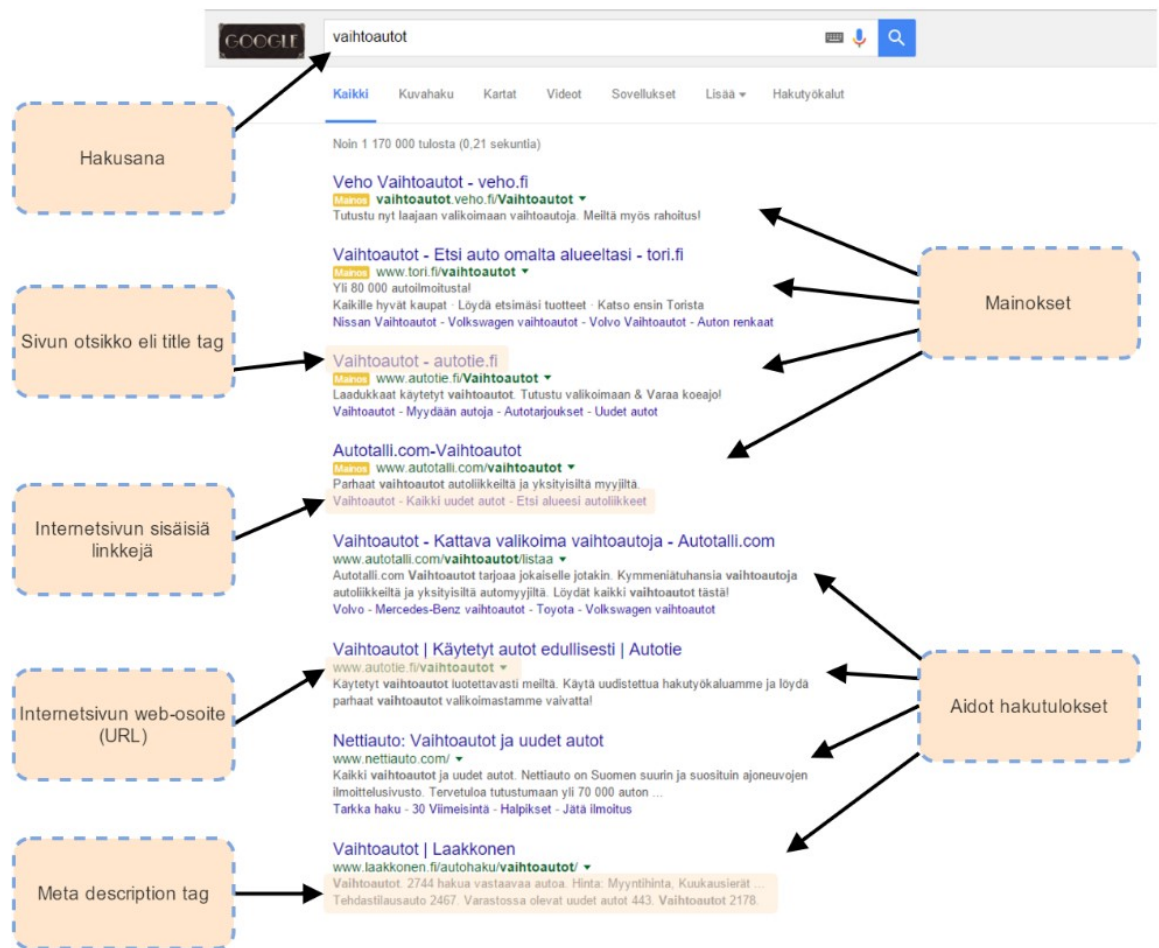 GOOGLE
vaihtoautot
Kaikki Kuvahaku Kartat Videot Sovellukset Lisää Hakutyökalut
Noin 1 170 000 tulosta (0,21 sekuntia)
Hakusana
Veho Vaihtoautot - veho.fi
Mainos vaihtoautot.veho.fi/Vaihtoautot
Tutustu nyt laajaan valikoimaan vaihtoautoja. Meiltä myös rahoitus!
Vaihtoautot - Etsi auto omalta alueeltasi - tori.fi
Mainos www.tori.fi/vaihtoautot
Yli 80 000 autoilmoitusta!
Kaikille hyvät kaupat · Löydä etsimäsi tuotteet · Katso ensin Torista
Nissan Vaihtoautot - Volkswagen vaihtoautot - Volvo Vaihtoautot - Auton renkaat
Mainokset
Sivun otsikko eli title tag
Vaihtoautot - autotie.fi
Mainos www.autotie.fi/Vaihtoautot
Laadukkaat käytetyt vaihtoautot. Tutustu valikoimaan & Varaa koeajo!
Vaihtoautot - Myydään autoja - Autotarjoukset - Uudet autot
Autotalli.com-Vaihtoautot
Mainos www.autotalli.com/vaihtoautot
Parhaat vaihtoautot autoliikkeiltä ja yksityisiltä myyjiltä.
Vaihtoautot - Kaikki uudet autot - Etsi alueesi autoliikkeet
Internetsivun sisäisiä
linkkejä
Vaihtoautot - Kattava valikoima vaihtoautoja - Autotalli.com
www.autotalli.com/vaihtoautot/listaa
Autotalli.com Vaihtoautot tarjoaa jokaiselle jotakin. Kymmeniätuhansia vaihtoautoja
autoliikkeiltä ja yksityisiltä automyyjiltä. Löydät kaikki vaihtoautot tästä!
Volvo - Mercedes-Benz vaihtoautot - Toyota - Volkswagen vaihtoautot
Vaihtoautot | Käytetyt autot edullisesti | Autotie
www.autotie.fi/vaihtoautot
Käytetyt vaihtoautot luotettavasti meiltä. Käytä uudistettua hakutyökaluamme ja löydä
parhaat vaihtoautot valikoimastamme vaivatta!
Internetsivun web-osoite
(URL)
Aidot hakutulokset
Nettiauto: Vaihtoautot ja uudet autot
www.nettiauto.com/
Kaikki vaihtoautot ja uudet autot. Nettiauto on Suomen suurin ja suosituin ajoneuvojen
ilmoittelusivusto. Tervetuloa tutustumaan yli 70 000 auton ...
Tarkka haku - 30 Viimeisintä - Halpikset - Jätä ilmoitus
Vaihtoautot | Laakkonen
www.laakkonen.fi/autohaku/vaihtoautot/
Vaihtoautot. 2744 hakua vastaavaa autoa. Hinta: Myyntihinta, Kuukausierät ...
Tehdastilausauto 2467. Varastossa olevat uudet autot 443. Vaihtoautot 2178.
Meta description tag